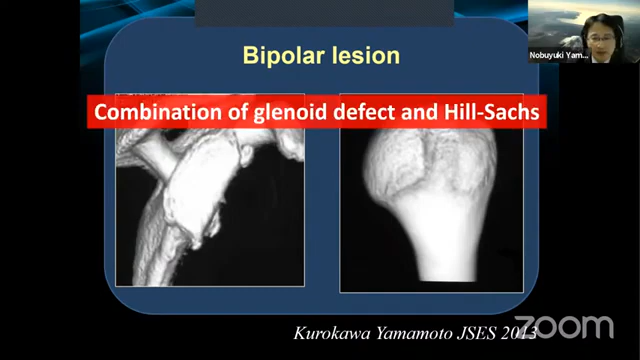 Bipolar lesion
Nobuyuki Yam...
Combination of glenoid defect and Hill-Sachs
Kurokawa Yamamoto JSES 2013
zoom